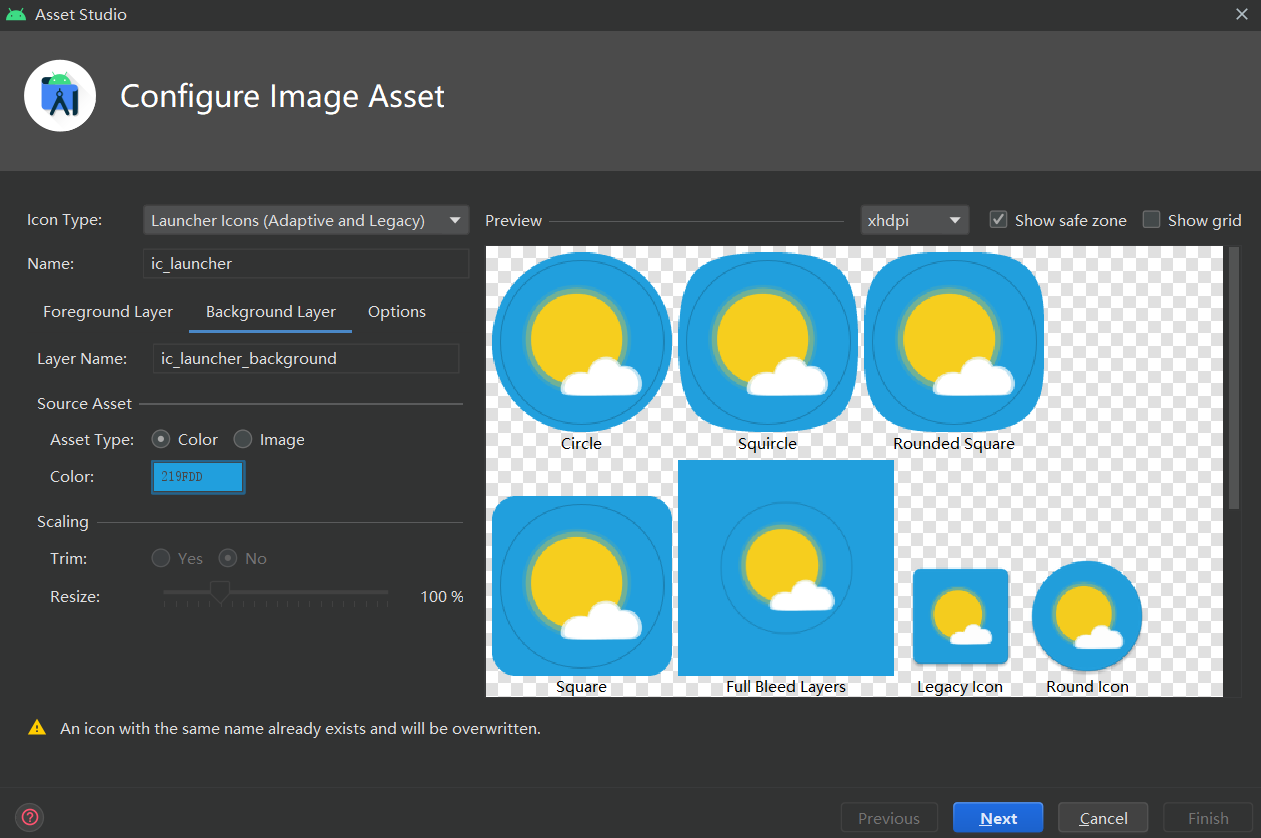 Asset Studio
Configure Image Asset
Icon Type:
Launcher Icons (Adaptive and Legacy)
Preview
xhdpi
Show safe zone
Show grid
Name:
ic_launcher
Foreground Layer
Background Layer
Options
Layer Name:
ic_launcher_background
Source Asset
Asset Type:
Color
Image
Color:
219FDD
Scaling
Trim:
Yes
No
Resize:
100 %
Circle
Squircle
Rounded Square
Square
Full Bleed Layers
Legacy Icon
Round Icon
An icon with the same name already exists and will be overwritten.
Previous
Next
Cancel
Finish